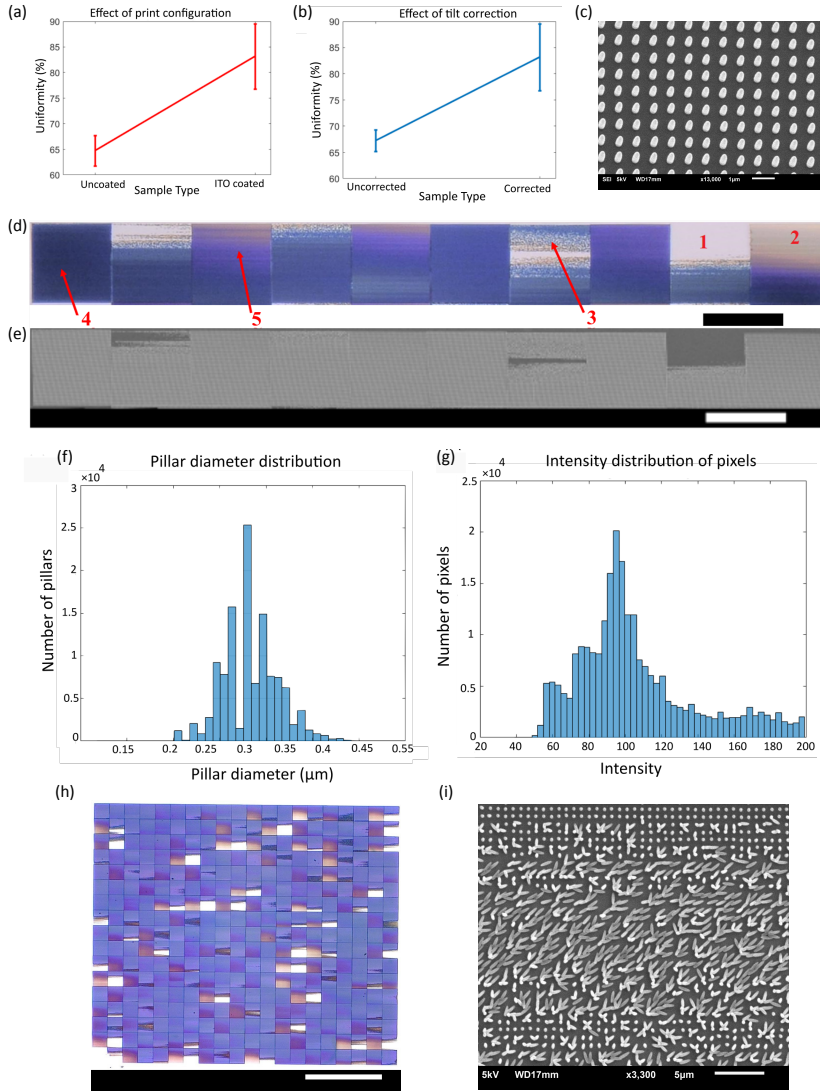 (a)
Effect of print configuration
90
85
80
75
70
65
60
Uniformity (%)
Uncoated
ITO coated
Sample Type
(b)
Effect of tilt correction
90
85
80
75
70
65
60
Uniformity (%)
Uncorrected
Corrected
Sample Type
(c)
SEI 5kV WD17mm x13,000 1μm
(d)
1
2
4
5
3
(e)
(f)
Pillar diameter distribution
×10 4
3
2.5
2
1.5
1
0.5
0
Number of pillars
0.15 0.2 0.25 0.3 0.35 0.4 0.45 0.55
Pillar diameter (μm)
(g)
Intensity distribution of pixels
×10 4
2.5
2
1.5
1
0.5
0
Number of pixels
20 40 60 80 100 120 140 160 180 200
Intensity
(h)
(i)
5kV WD17mm x3,300 5μm